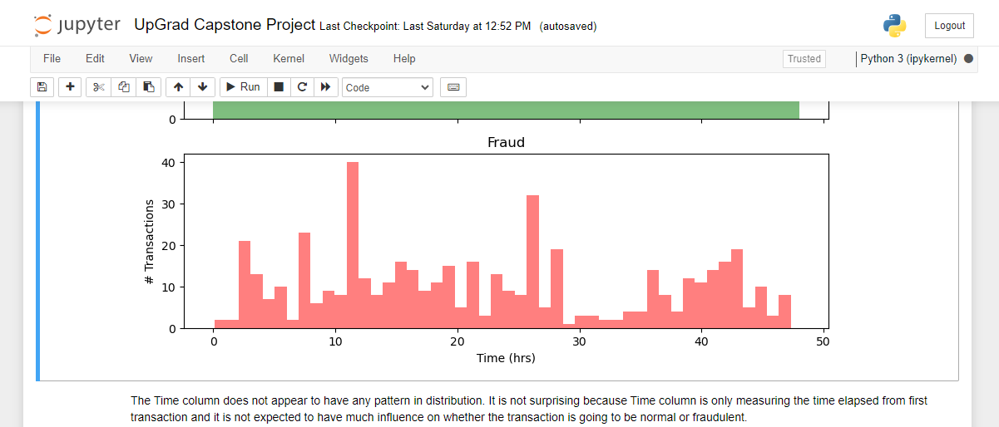 jupyter UpGrad Capstone Project Last Checkpoint: Last Saturday at 12:52 PM (autosaved)
Logout
File Edit View Insert Cell Kernel Widgets Help
Trusted
Python 3 (ipykernel)
Run
Code
0
Fraud
40
30
20
10
0
# Transactions
0 10 20 30 40 50
Time (hrs)
The Time column does not appear to have any pattern in distribution. It is not surprising because Time column is only measuring the time elapsed from first
transaction and it is not expected to have much influence on whether the transaction is going to be normal or fraudulent.